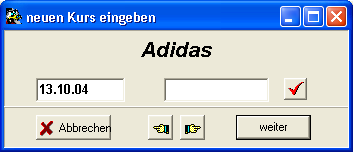 neuen Kurs eingeben
Adidas
13.10.04
Abbrechen weiter